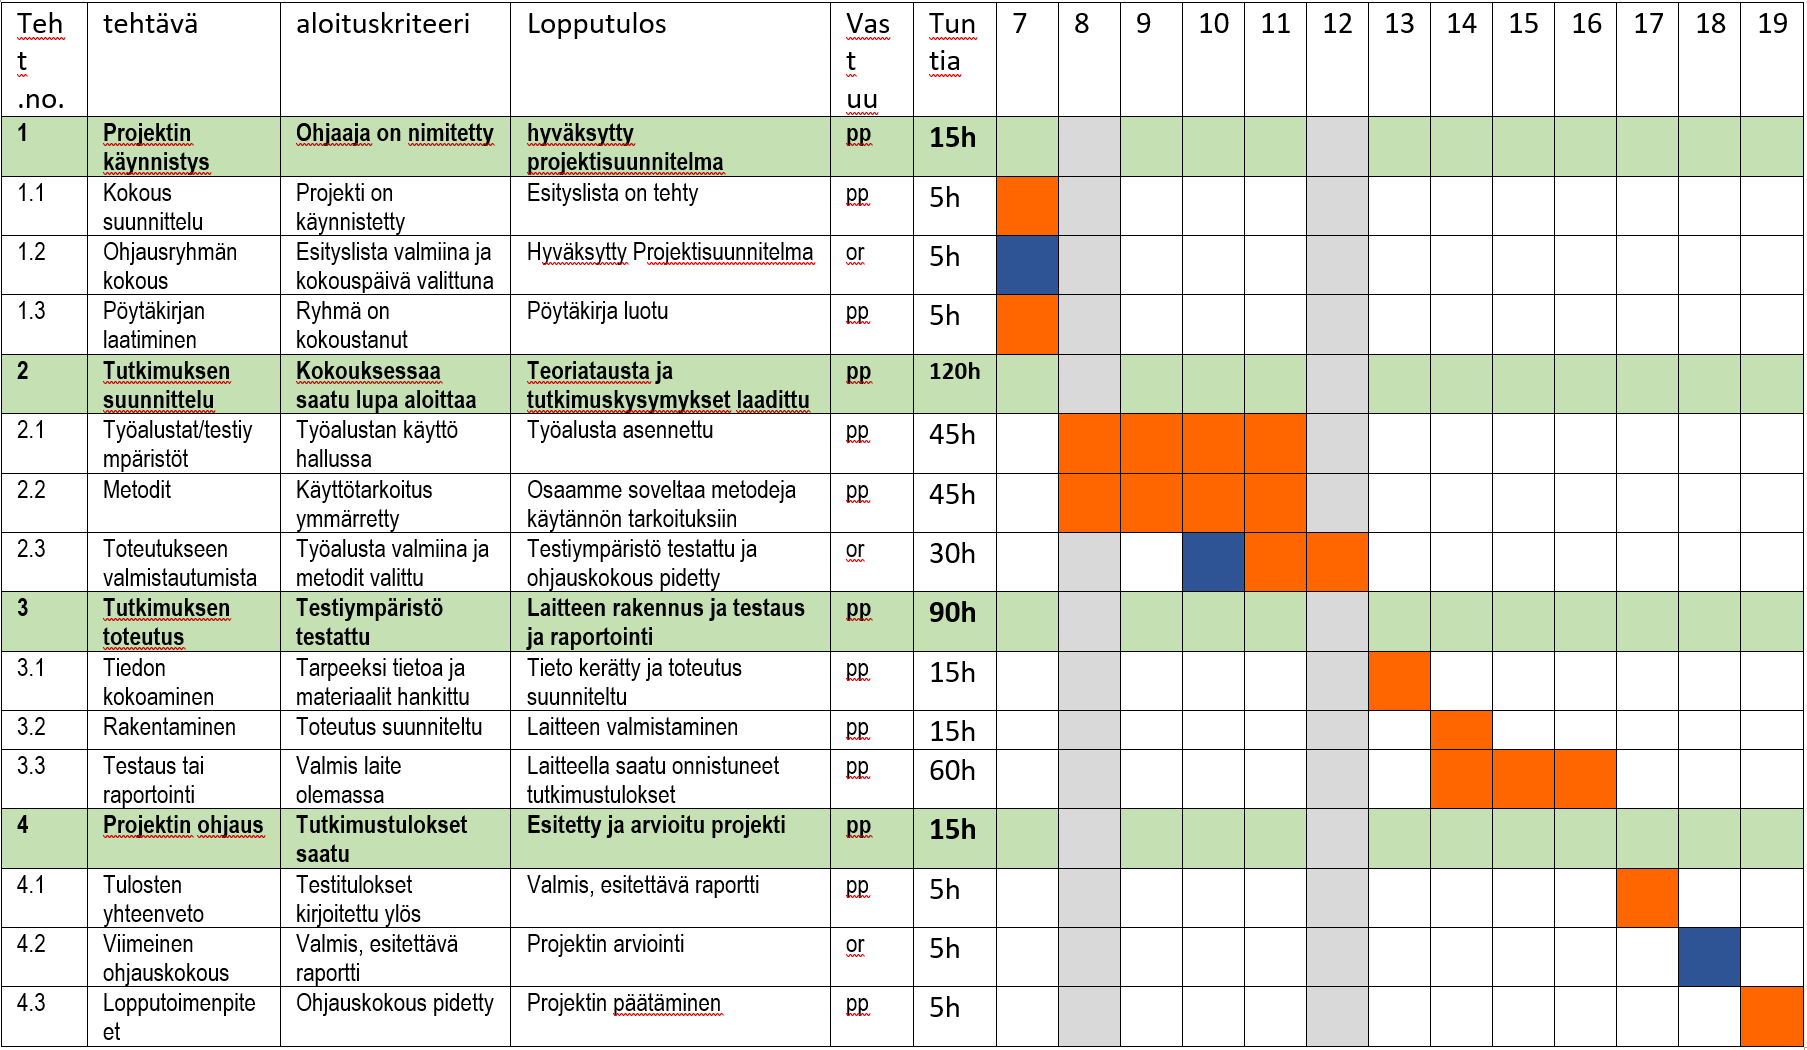 Teh tehtävä aloituskriteeri Lopputulos Vas Tun 7 8 9 10 11 12 13 14 15 16 17 18 19
t t tia
.no. uu
1 Projektin Ohjaaja on nimitetty hyväksytty pp 15h
käynnistys projektisuunnitelma
1.1 Kokous Projekti on Esityslista on tehty pp 5h
suunnittelu käynnistetty
1.2 Ohjausryhmän Esityslista valmiina ja Hyväksytty Projektisuunnitelma or 5h
kokous kokouspäivä valittuna
1.3 Pöytäkirjan Ryhmä on Pöytäkirja luotu pp 5h
laatiminen kokoustanut
2 Tutkimuksen Kokouksessaa Teoriatausta ja pp 120h
suunnittelu saatu lupa aloittaa tutkimuskysymykset laadittu
2.1 Työalustat/testiy Työalustan käyttö Työalusta asennettu pp 45h
mpäristöt hallussa
2.2 Metodit Käyttötarkoitus Osaamme soveltaa metodeja pp 45h
ymmärretty käytännön tarkoituksiin
2.3 Toteutukseen Työalusta valmiina ja Testiympäristö testattu ja or 30h
valmistautumista metodit valittu ohjauskokous pidetty
3 Tutkimuksen Testiympäristö Laitteen rakennus ja testaus pp 90h
toteutus testattu ja raportointi
3.1 Tiedon Tarpeeksi tietoa ja Tieto kerätty ja toteutus pp 15h
kokoaminen materiaalit hankittu suunniteltu
3.2 Rakentaminen Toteutus suunniteltu Laitteen valmistaminen pp 15h
3.3 Testaus tai Valmis laite Laitteella saatu onnistuneet pp 60h
raportointi olemassa tutkimustulokset
4 Projektin ohjaus Tutkimustulokset Esitetty ja arvioitu projekti pp 15h
saatu
4.1 Tulosten Testitulokset Valmis, esitettävä raportti pp 5h
yhteenveto kirjoitettu ylös
4.2 Viimeinen Valmis, esitettävä Projektin arviointi or 5h
ohjauskokous raportti
4.3 Lopputoimenpite Ohjauskokous pidetty Projektin päätäminen pp 5h
et